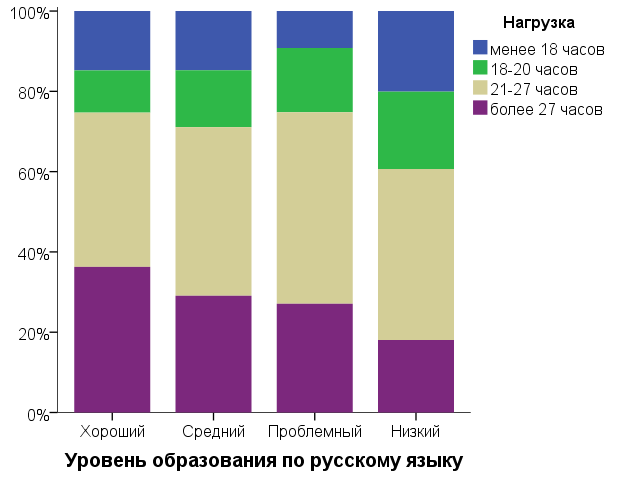 Нагрузка
менее 18 часов
18-20 часов
21-27 часов
более 27 часов
100%
80%
60%
40%
20%
0%
Хороший Средний Проблемный Низкий
Уровень образования по русскому языку